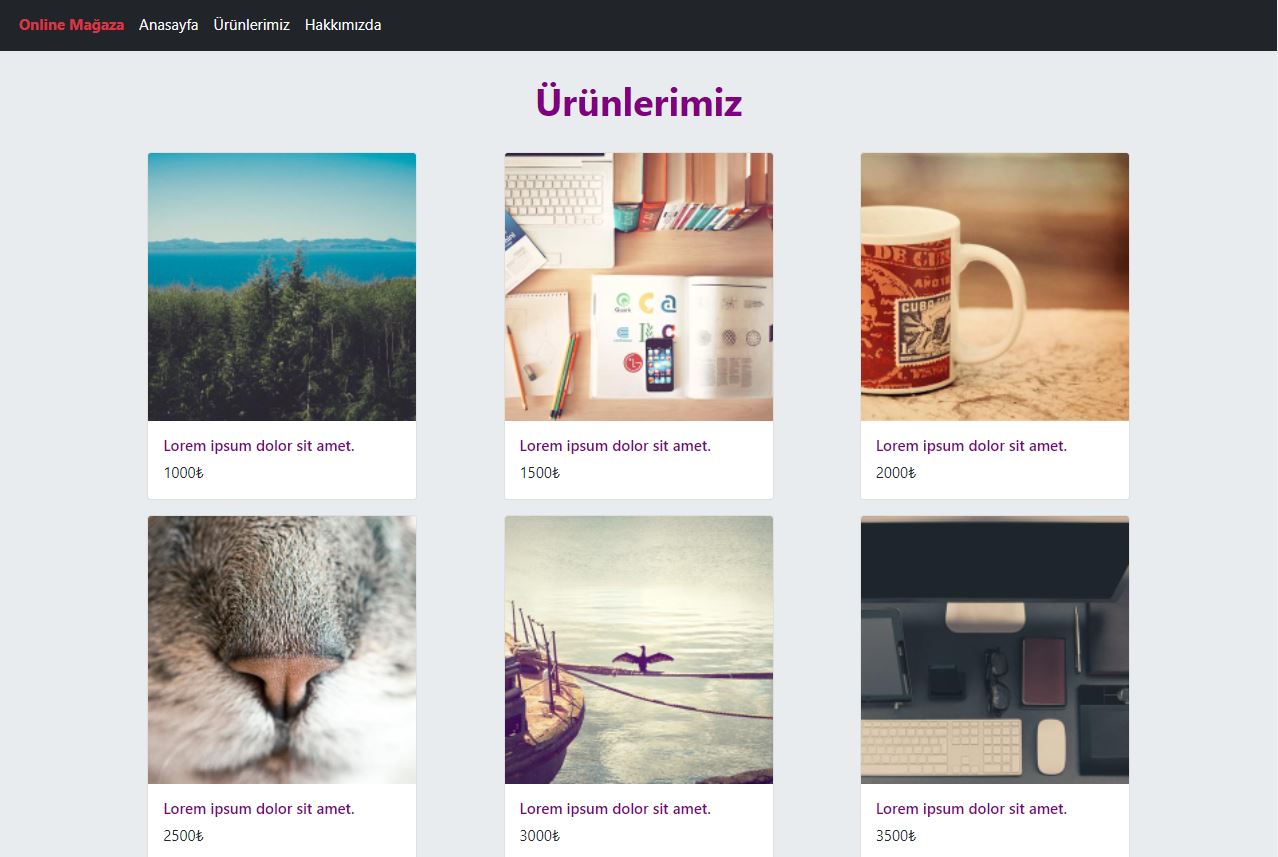 Online Mağaza Anasayfa Ürünlerimiz Hakkımızda
Ürünlerimiz
DE
CUBO
Lorem ipsum dolor sit amet.
1000₺
Lorem ipsum dolor sit amet.
1500₺
Lorem ipsum dolor sit amet.
2000₺
Lorem ipsum dolor sit amet.
2500₺
Lorem ipsum dolor sit amet.
3000₺
Lorem ipsum dolor sit amet.
3500₺